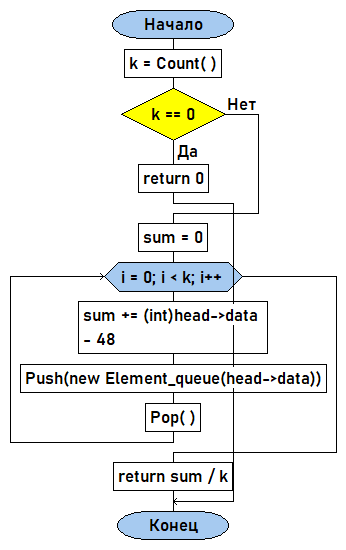 Начало
k = Count( )
k == 0
Нет
Да
return 0
sum = 0
i = 0; i < k; i++
sum += (int)head->data
- 48
Push(new Element_queue(head->data))
Pop( )
return sum / k
Конец